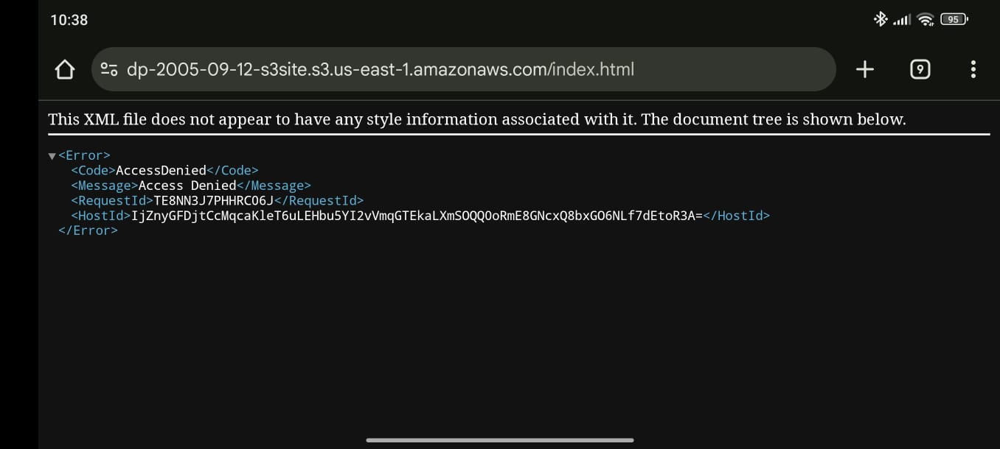 10:38
95
dp-2005-09-12-s3site.s3.us-east-1.amazonaws.com/index.html
9
This XML file does not appear to have any style information associated with it. The document tree is shown below.
<Error>
<Code>AccessDenied</Code>
<Message>Access Denied</Message>
<RequestId>TE8NN3J7PHHRCO6J</RequestId>
<HostId>IjZnyGFDjtCcMqcaKleT6uLEHbu5YI2vVmqGTEkaLXmSOQQ0oRmE8GNcxQ8bxGO6NLf7dEtoR3A=</HostId>
</Error>